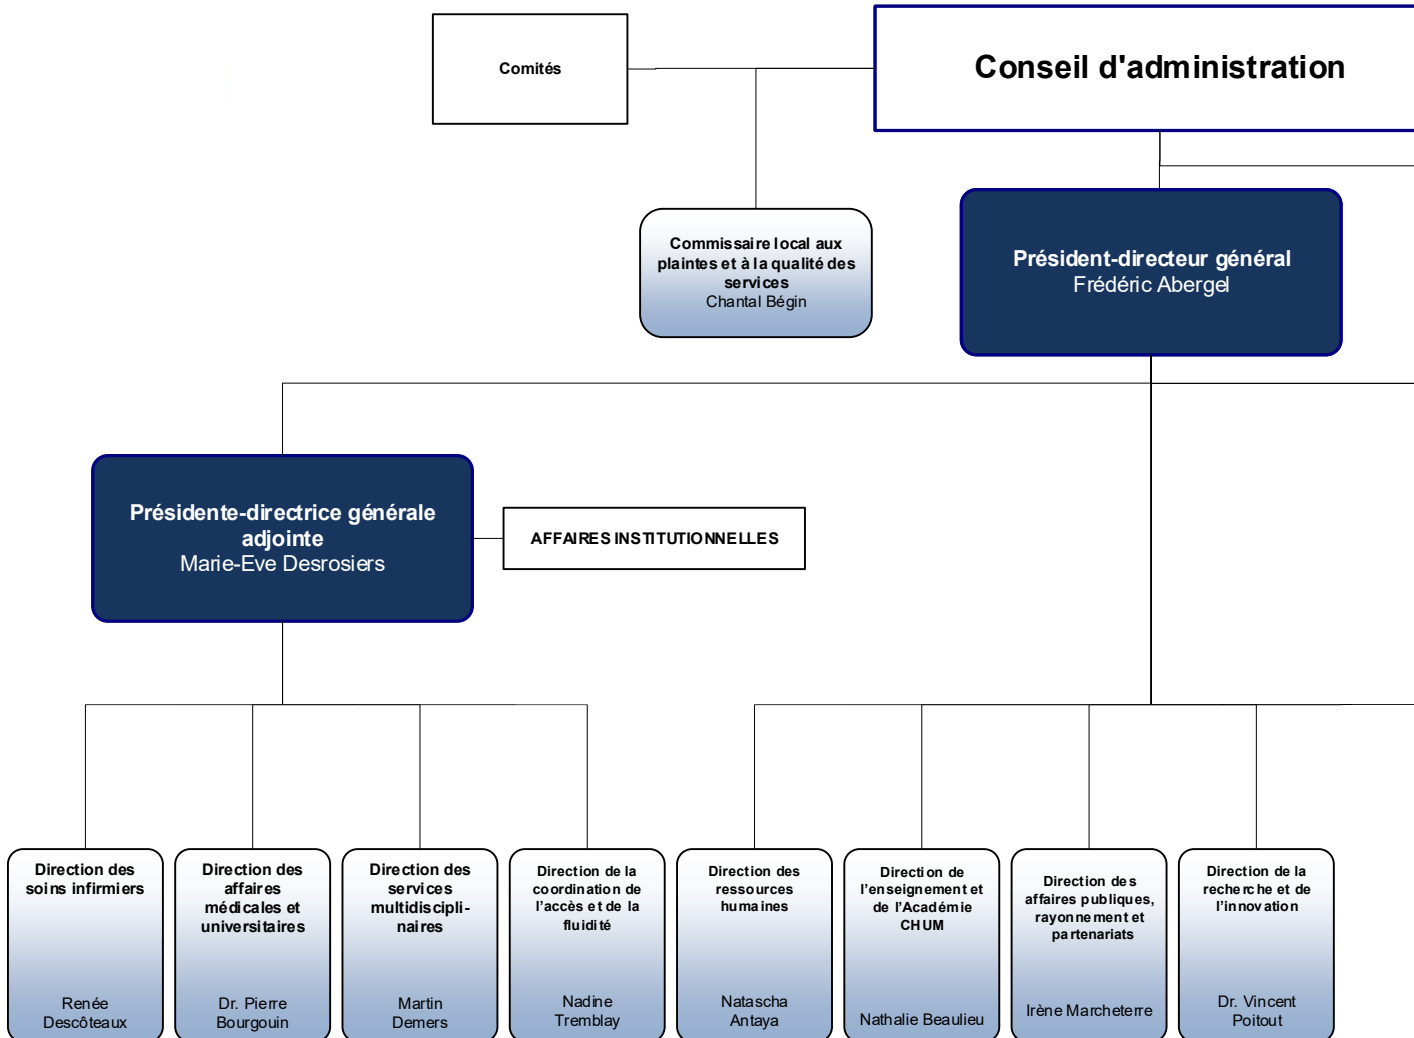 Comités
Conseil d'administration
Commissaire local aux
plaintes et à la qualité des
services
Chantal Bégin
Président-directeur général
Frédéric Abergel
Présidente-directrice générale
adjointe
Marie-Eve Desrosiers
AFFAIRES INSTITUTIONNELLES
Direction des
soins infirmiers
Renée
Descôteaux
Direction des
affaires
médicales et
universitaires
Dr. Pierre
Bourgouin
Direction des
services
multidiscipli-
naires
Martin
Demers
Direction de la
coordination de
l’accès et de la
fluidité
Nadine
Tremblay
Direction des
ressources
humaines
Natascha
Antaya
Direction de
l’enseignement et
de l’Académie
CHUM
Nathalie Beaulieu
Direction des
affaires publiques,
rayonnement et
partenariats
Irène Marcheterre
Direction de la
recherche et de
l’innovation
Dr. Vincent
Poitout